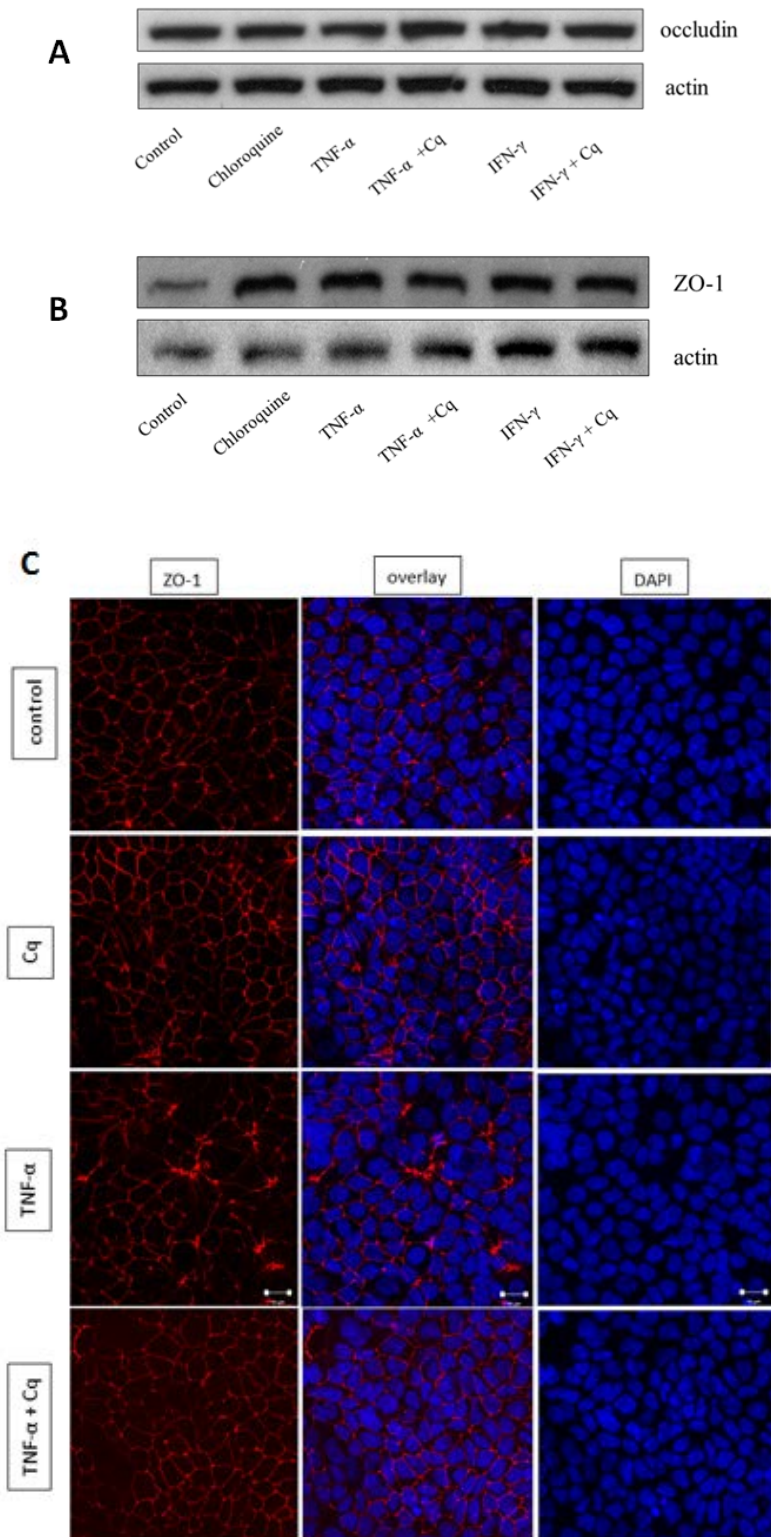 A
occludin
actin
Control
Chloroquine
TNF-α
TNF-α +Cq
IFN-γ
IFN-γ + Cq
B
ZO-1
actin
Control
Chloroquine
TNF-α
TNF-α +Cq
IFN-γ
IFN-γ + Cq
C
ZO-1
overlay
DAPI
control
Cq
TNF-α
TNF-α + Cq